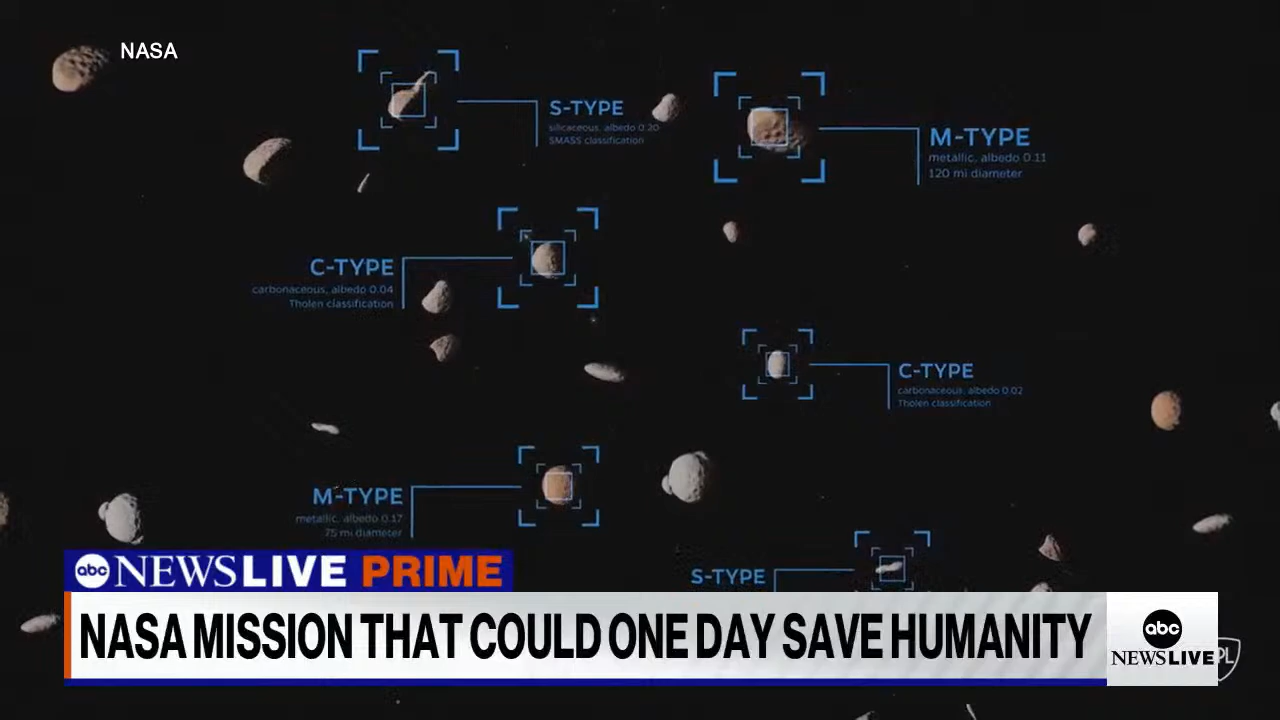 NASA
S-TYPE
silicaceous, albedo 0.20
SMASS classification
M-TYPE
metallic, albedo 0.11
120 mi diameter
C-TYPE
carbonaceous, albedo 0.04
Tholen classification
C-TYPE
carbonaceous, albedo 0.02
Tholen classification
M-TYPE
metallic, albedo 0.17
75 mi diameter
S-TYPE
abc NEWS LIVE PRIME
NASA MISSION THAT COULD ONE DAY SAVE HUMANITY
abc
NEWS LIVE
PL